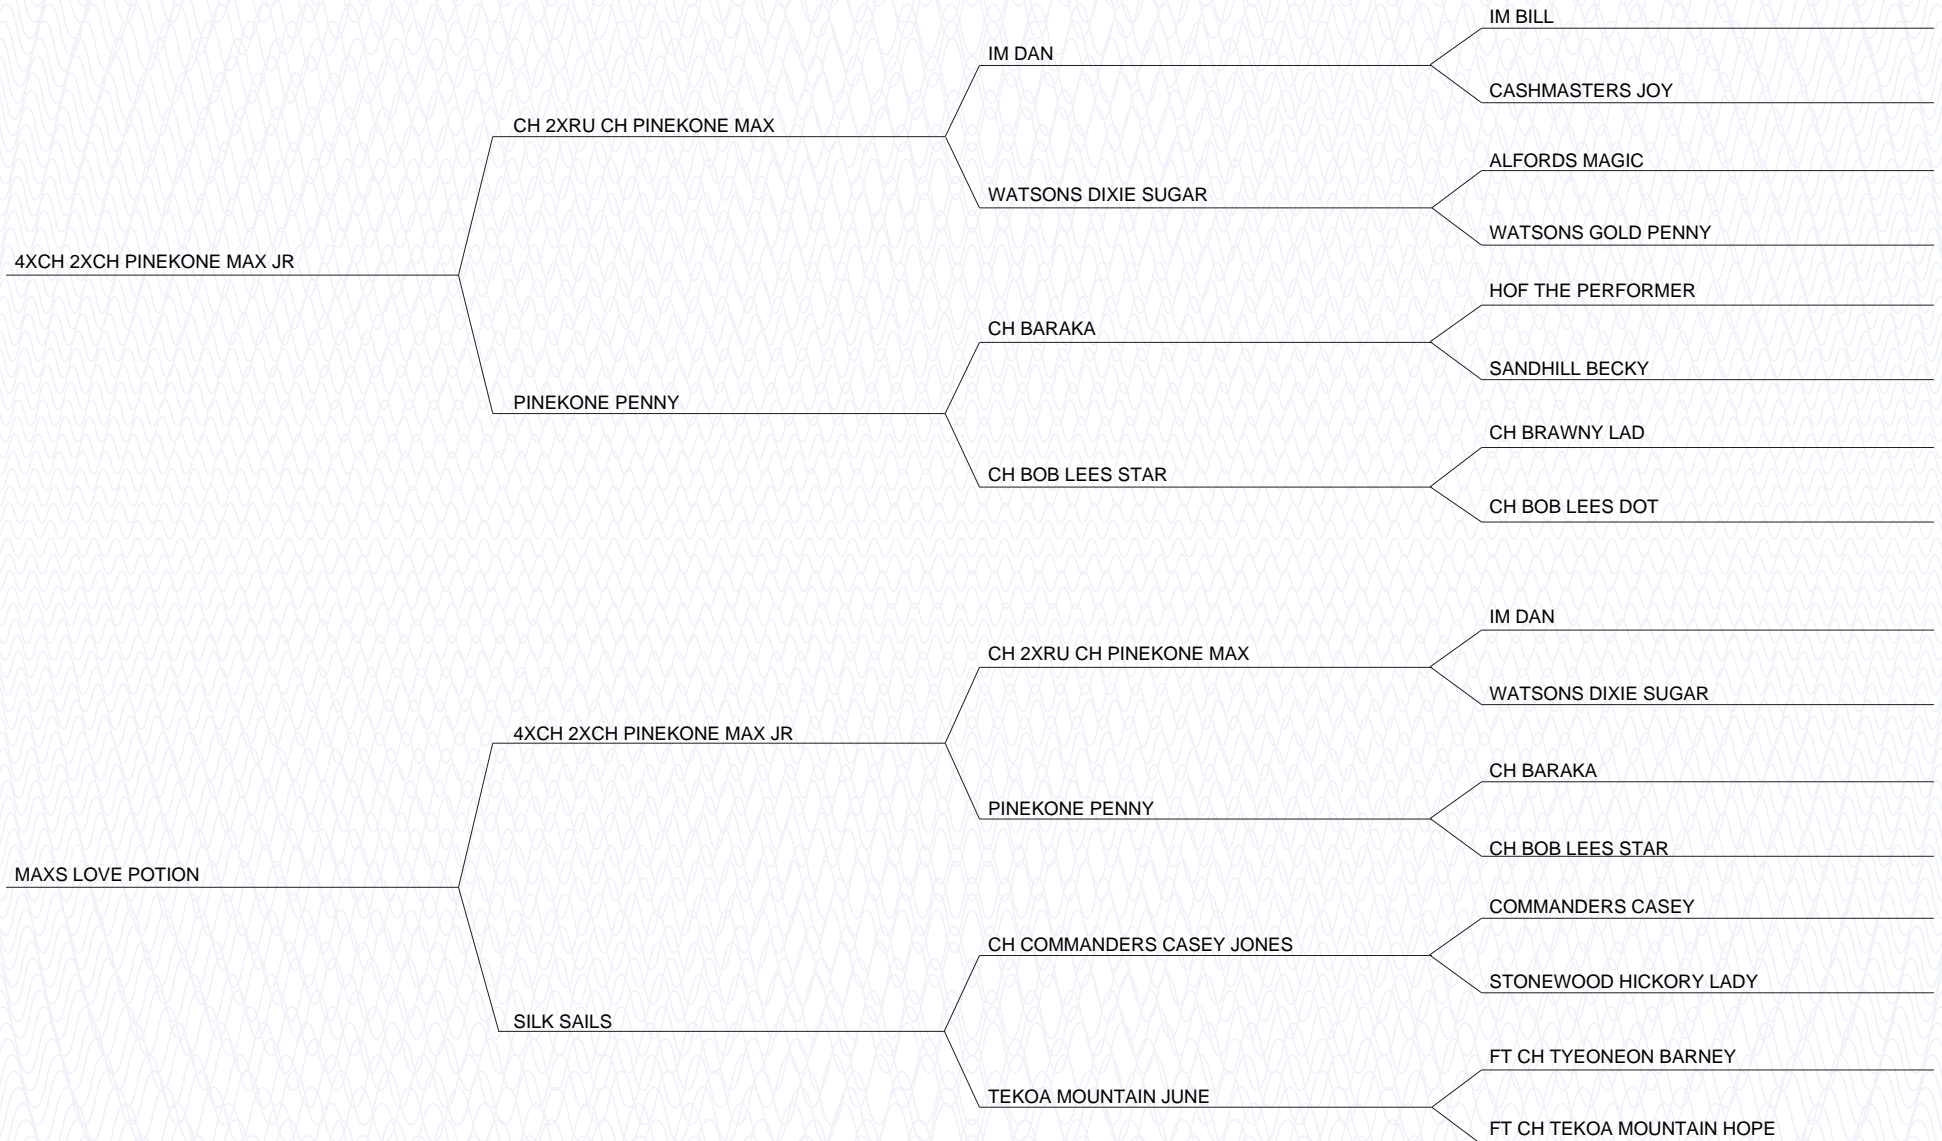 IM BILL
IM DAN
CASHMASTERS JOY
CH 2XRU CH PINEKONE MAX
ALFORDS MAGIC
WATSONS DIXIE SUGAR
WATSONS GOLD PENNY
4XCH 2XCH PINEKONE MAX JR
HOF THE PERFORMER
CH BARAKA
SANDHILL BECKY
PINEKONE PENNY
CH BRAWNY LAD
CH BOB LEES STAR
CH BOB LEES DOT
IM DAN
CH 2XRU CH PINEKONE MAX
WATSONS DIXIE SUGAR
4XCH 2XCH PINEKONE MAX JR
CH BARAKA
PINEKONE PENNY
CH BOB LEES STAR
MAXS LOVE POTION
COMMANDERS CASEY
CH COMMANDERS CASEY JONES
STONEWOOD HICKORY LADY
SILK SAILS
FT CH TYEONEON BARNEY
TEKOA MOUNTAIN JUNE
FT CH TEKOA MOUNTAIN HOPE